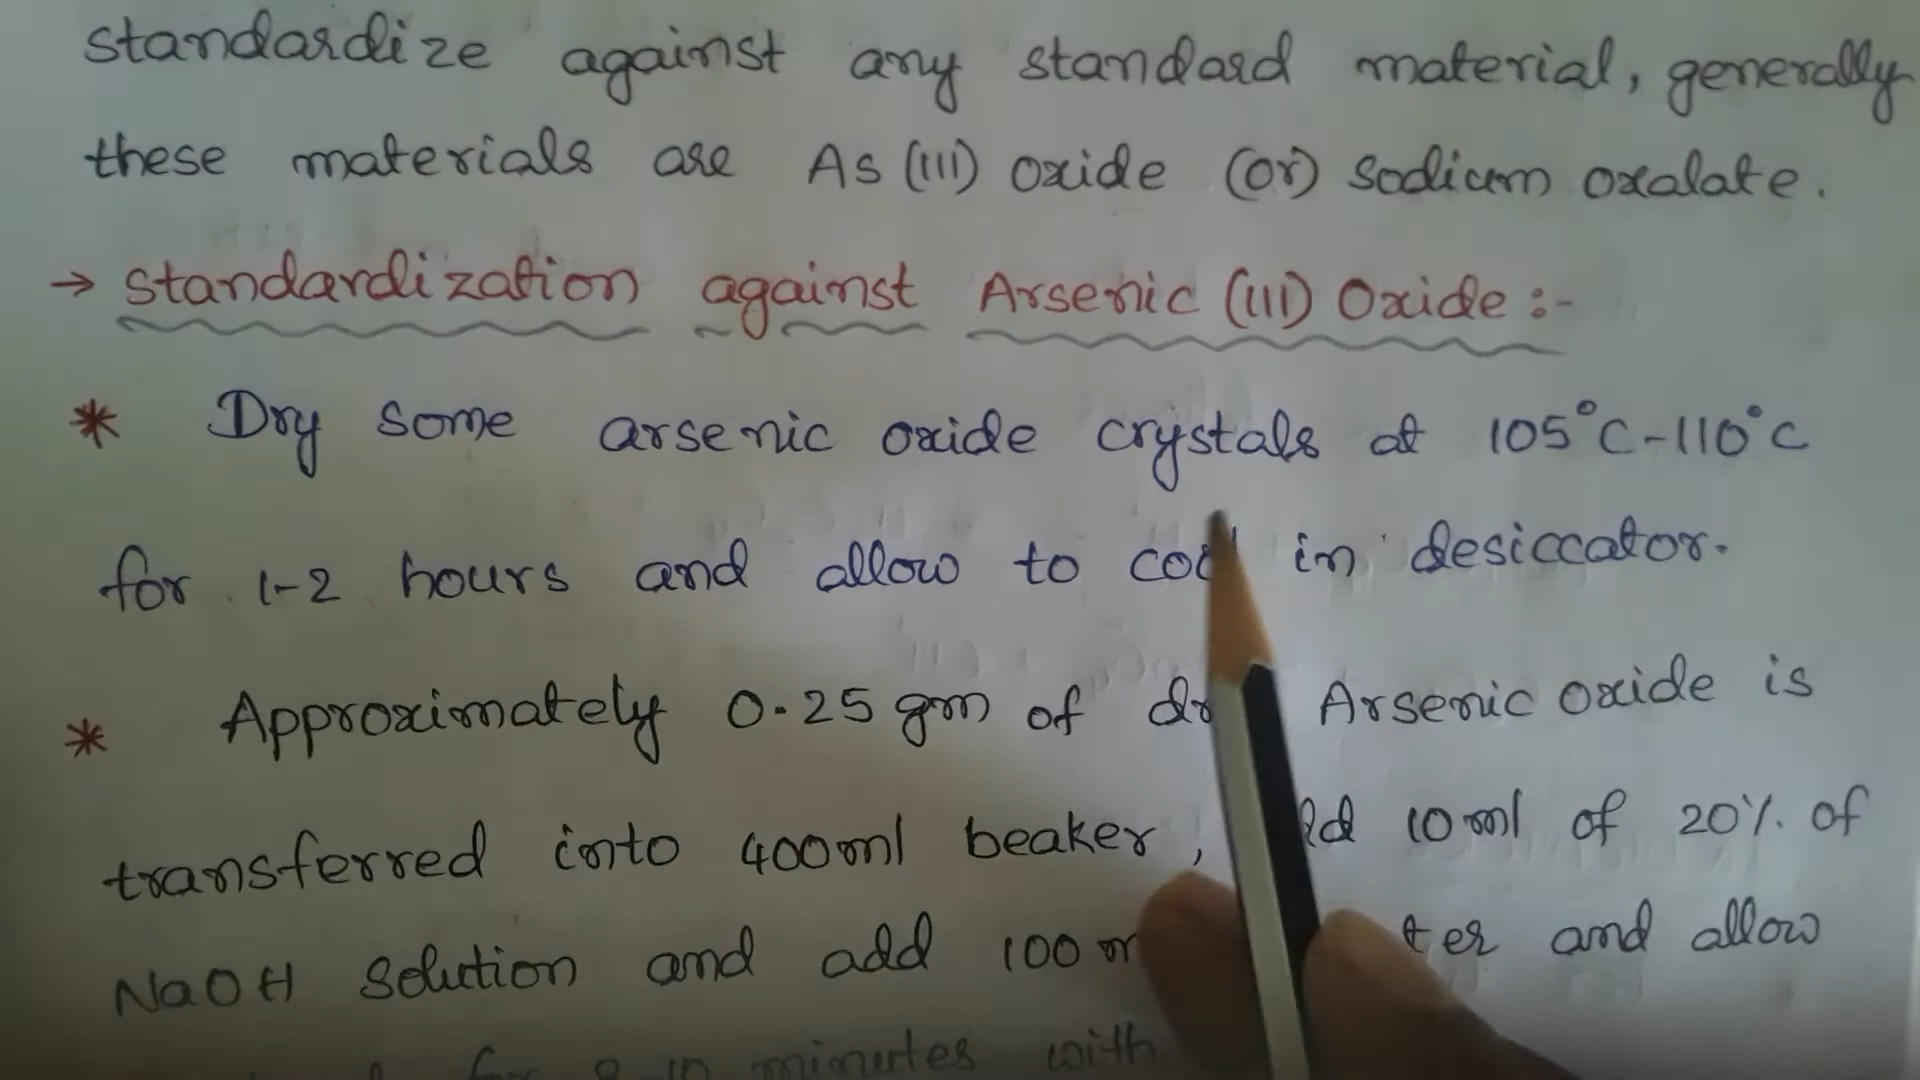 standardize against any standard material, generally
these materials are As (III) oxide (or) sodium oxalate.
→ standardization against Arsenic (III) Oxide :-
* Dry some arsenic oxide crystals at 105°C-110°C
for 1-2 hours and allow to in desiccator.
* Approximately 0.25 gm of Arsenic oxide is
transferred into 400ml beaker, 10ml of 20% of
NaOH solution and add 100 and allow
minutes with